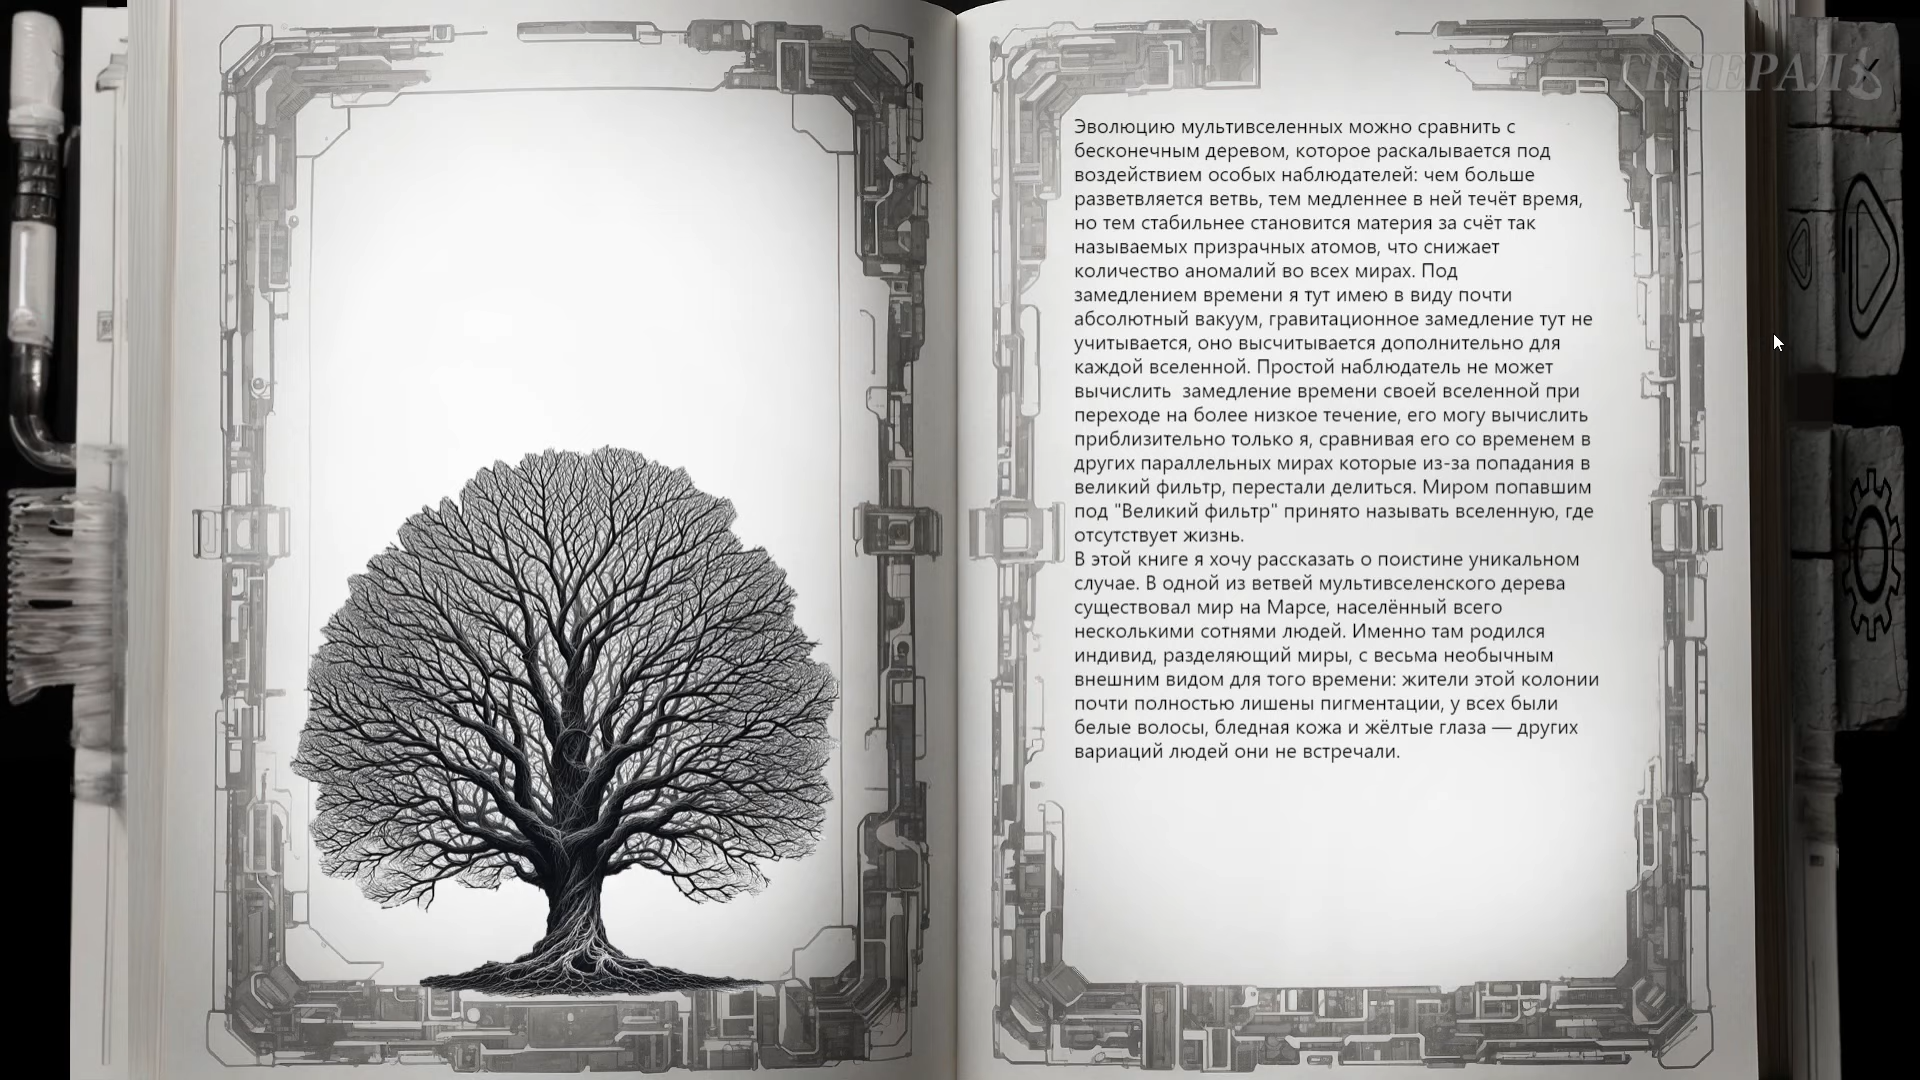 ГЕНЕРАЛ
Эволюцию мультивселенных можно сравнить с
бесконечным деревом, которое раскалывается под
воздействием особых наблюдателей: чем больше
разветвляется ветвь, тем медленнее в ней течёт время,
но тем стабильнее становится материя за счёт так
называемых призрачных атомов, что снижает
количество аномалий во всех мирах. Под
замедлением времени я тут имею в виду почти
абсолютный вакуум, гравитационное замедление тут не
учитывается, оно высчитывается дополнительно для
каждой вселенной. Простой наблюдатель не может
вычислить  замедление времени своей вселенной при
переходе на более низкое течение, его могу вычислить
приблизительно только я, сравнивая его со временем в
других параллельных мирах которые из-за попадания в
великий фильтр, перестали делиться. Миром попавшим
под "Великий фильтр" принято называть вселенную, где
отсутствует жизнь.
В этой книге я хочу рассказать о поистине уникальном
случае. В одной из ветвей мультивселенского дерева
существовал мир на Марсе, населённый всего
несколькими сотнями людей. Именно там родился
индивид, разделяющий миры, с весьма необычным
внешним видом для того времени: жители этой колонии
почти полностью лишены пигментации, у всех были
белые волосы, бледная кожа и жёлтые глаза — других
вариаций людей они не встречали.